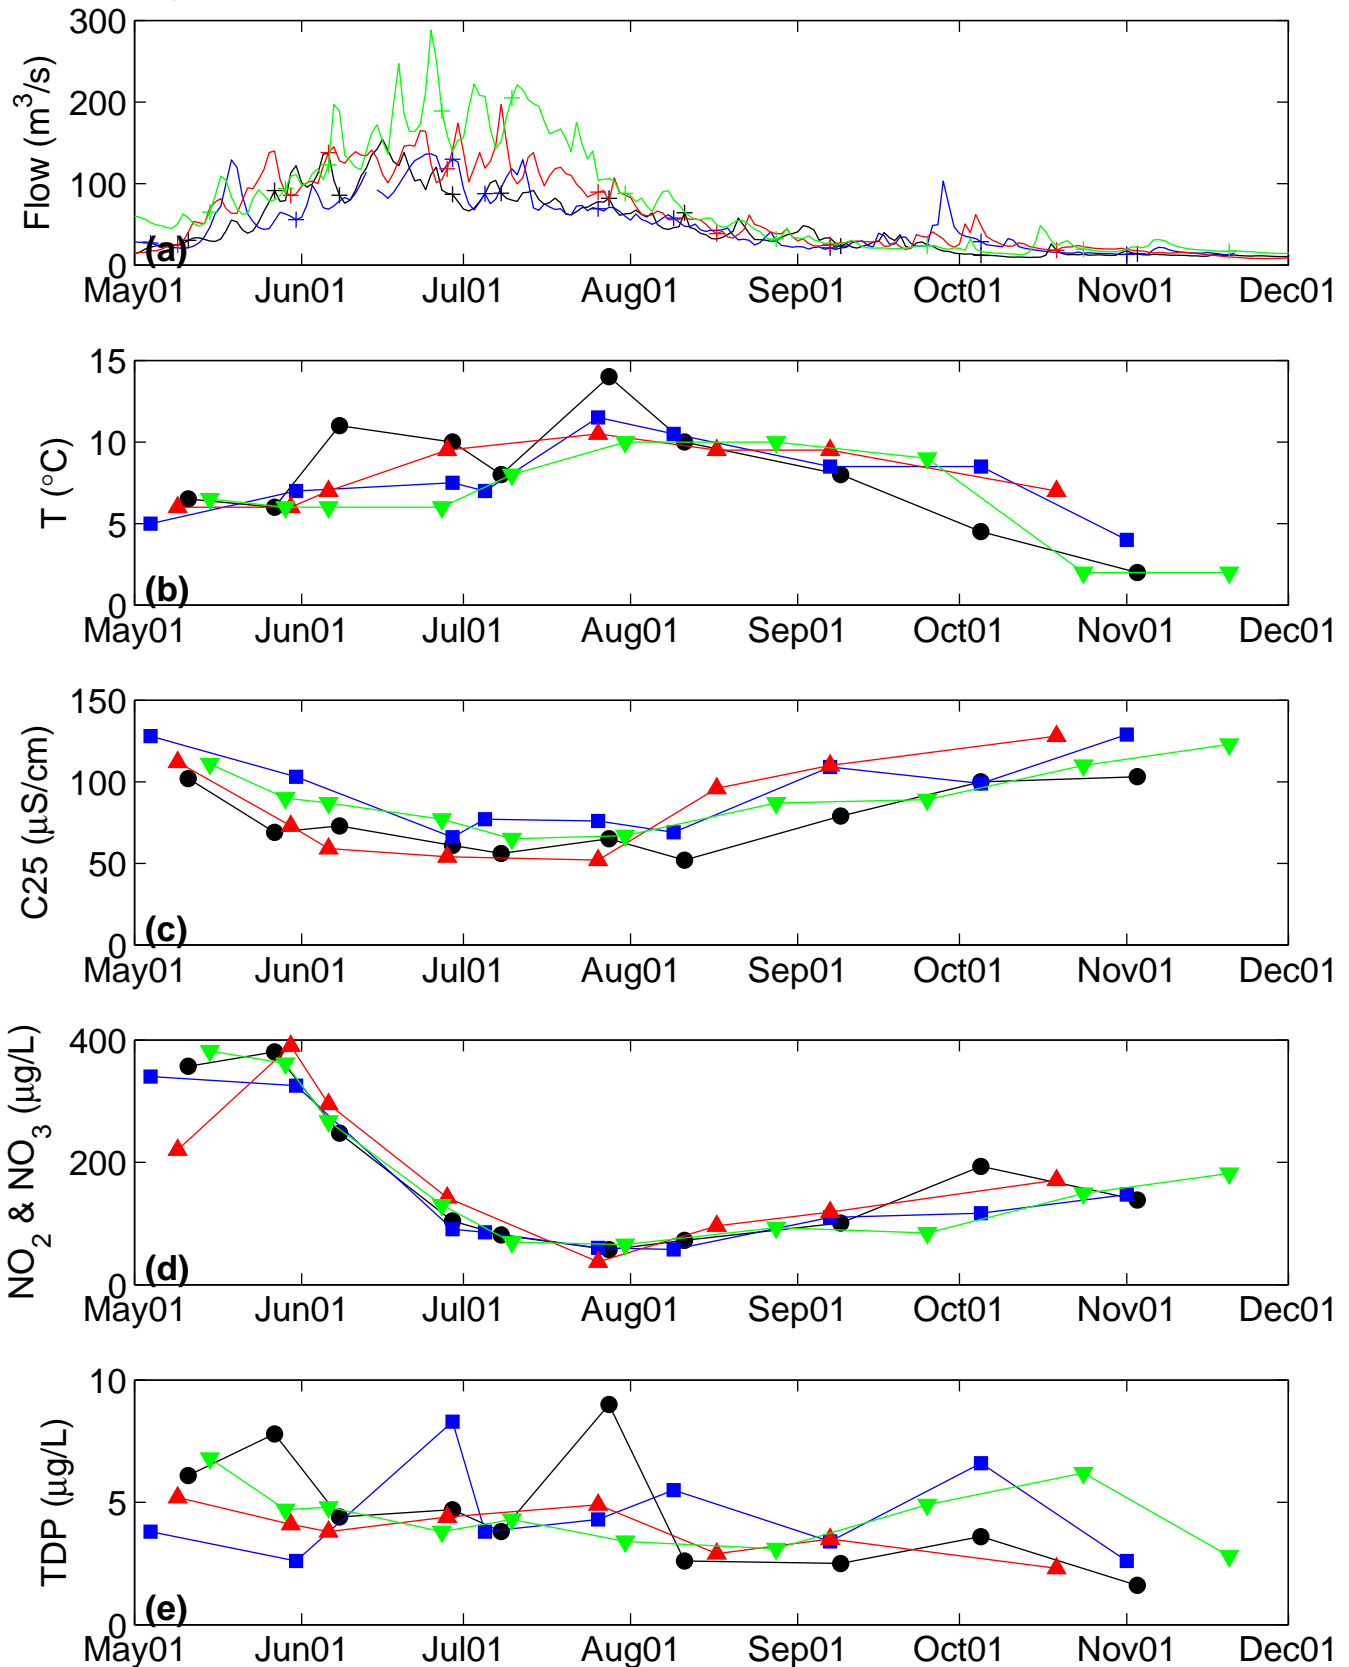 300
200
100
0
Flow (m³/s)
(a)
May01 Jun01 Jul01 Aug01 Sep01 Oct01 Nov01 Dec01
15
10
5
0
T (°C)
(b)
May01 Jun01 Jul01 Aug01 Sep01 Oct01 Nov01 Dec01
150
100
50
0
C25 (μS/cm)
(c)
May01 Jun01 Jul01 Aug01 Sep01 Oct01 Nov01 Dec01
400
200
0
NO₂ & NO₃ (μg/L)
(d)
May01 Jun01 Jul01 Aug01 Sep01 Oct01 Nov01 Dec01
10
5
0
TDP (μg/L)
(e)
May01 Jun01 Jul01 Aug01 Sep01 Oct01 Nov01 Dec01